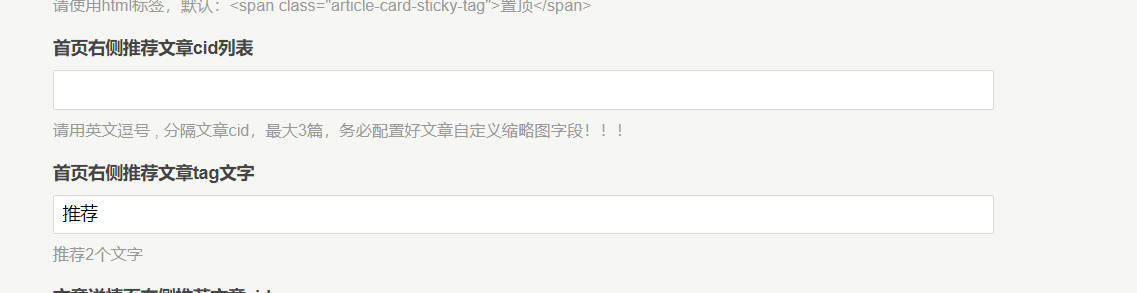 请使用html标签，默认：<span class="article-card-sticky-tag">置顶</span>
首页右侧推荐文章cid列表
请用英文逗号 , 分隔文章cid，最大3篇，务必配置好文章自定义缩略图字段！！！
首页右侧推荐文章tag文字
推荐
推荐2个文字